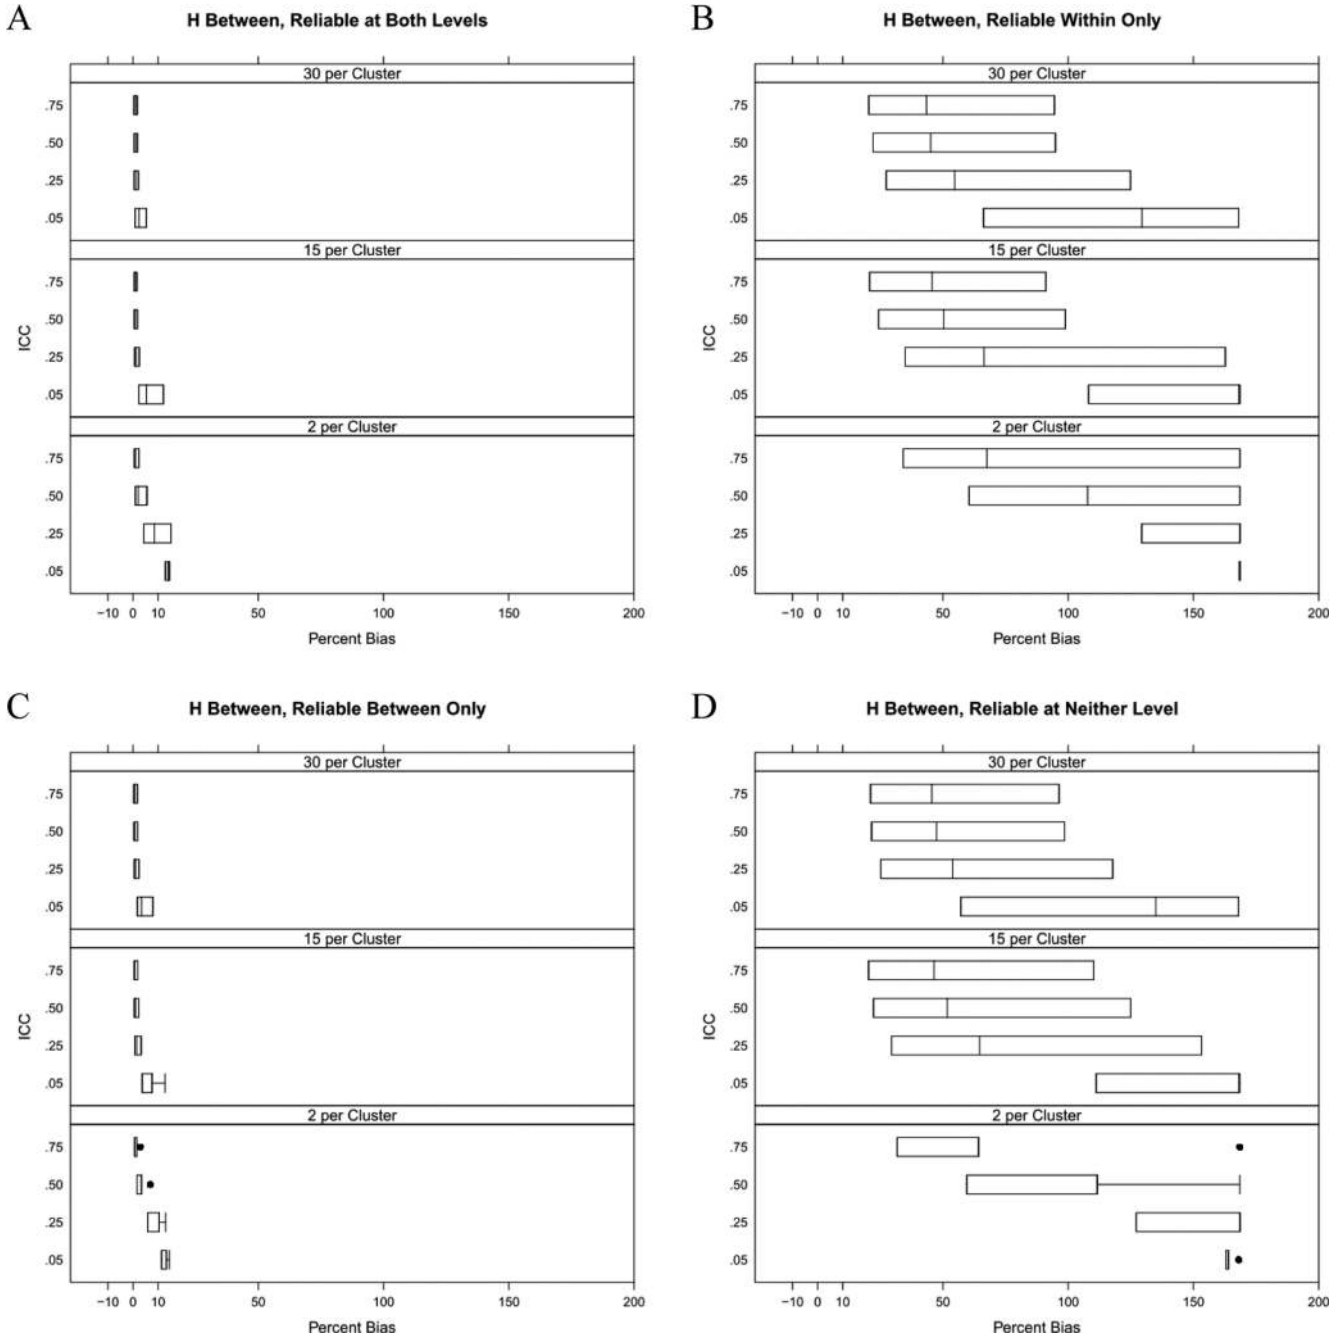 A
H Between, Reliable at Both Levels
30 per Cluster
.75
.50
.25
.05
15 per Cluster
.75
.50
.25
.05
2 per Cluster
.75
.50
.25
.05
ICC
−10 0 10 50 100 150 200
Percent Bias
B
H Between, Reliable Within Only
30 per Cluster
.75
.50
.25
.05
15 per Cluster
.75
.50
.25
.05
2 per Cluster
.75
.50
.25
.05
ICC
−10 0 10 50 100 150 200
Percent Bias
C
H Between, Reliable Between Only
30 per Cluster
.75
.50
.25
.05
15 per Cluster
.75
.50
.25
.05
2 per Cluster
.75
.50
.25
.05
ICC
−10 0 10 50 100 150 200
Percent Bias
D
H Between, Reliable at Neither Level
30 per Cluster
.75
.50
.25
.05
15 per Cluster
.75
.50
.25
.05
2 per Cluster
.75
.50
.25
.05
ICC
−10 0 10 50 100 150 200
Percent Bias